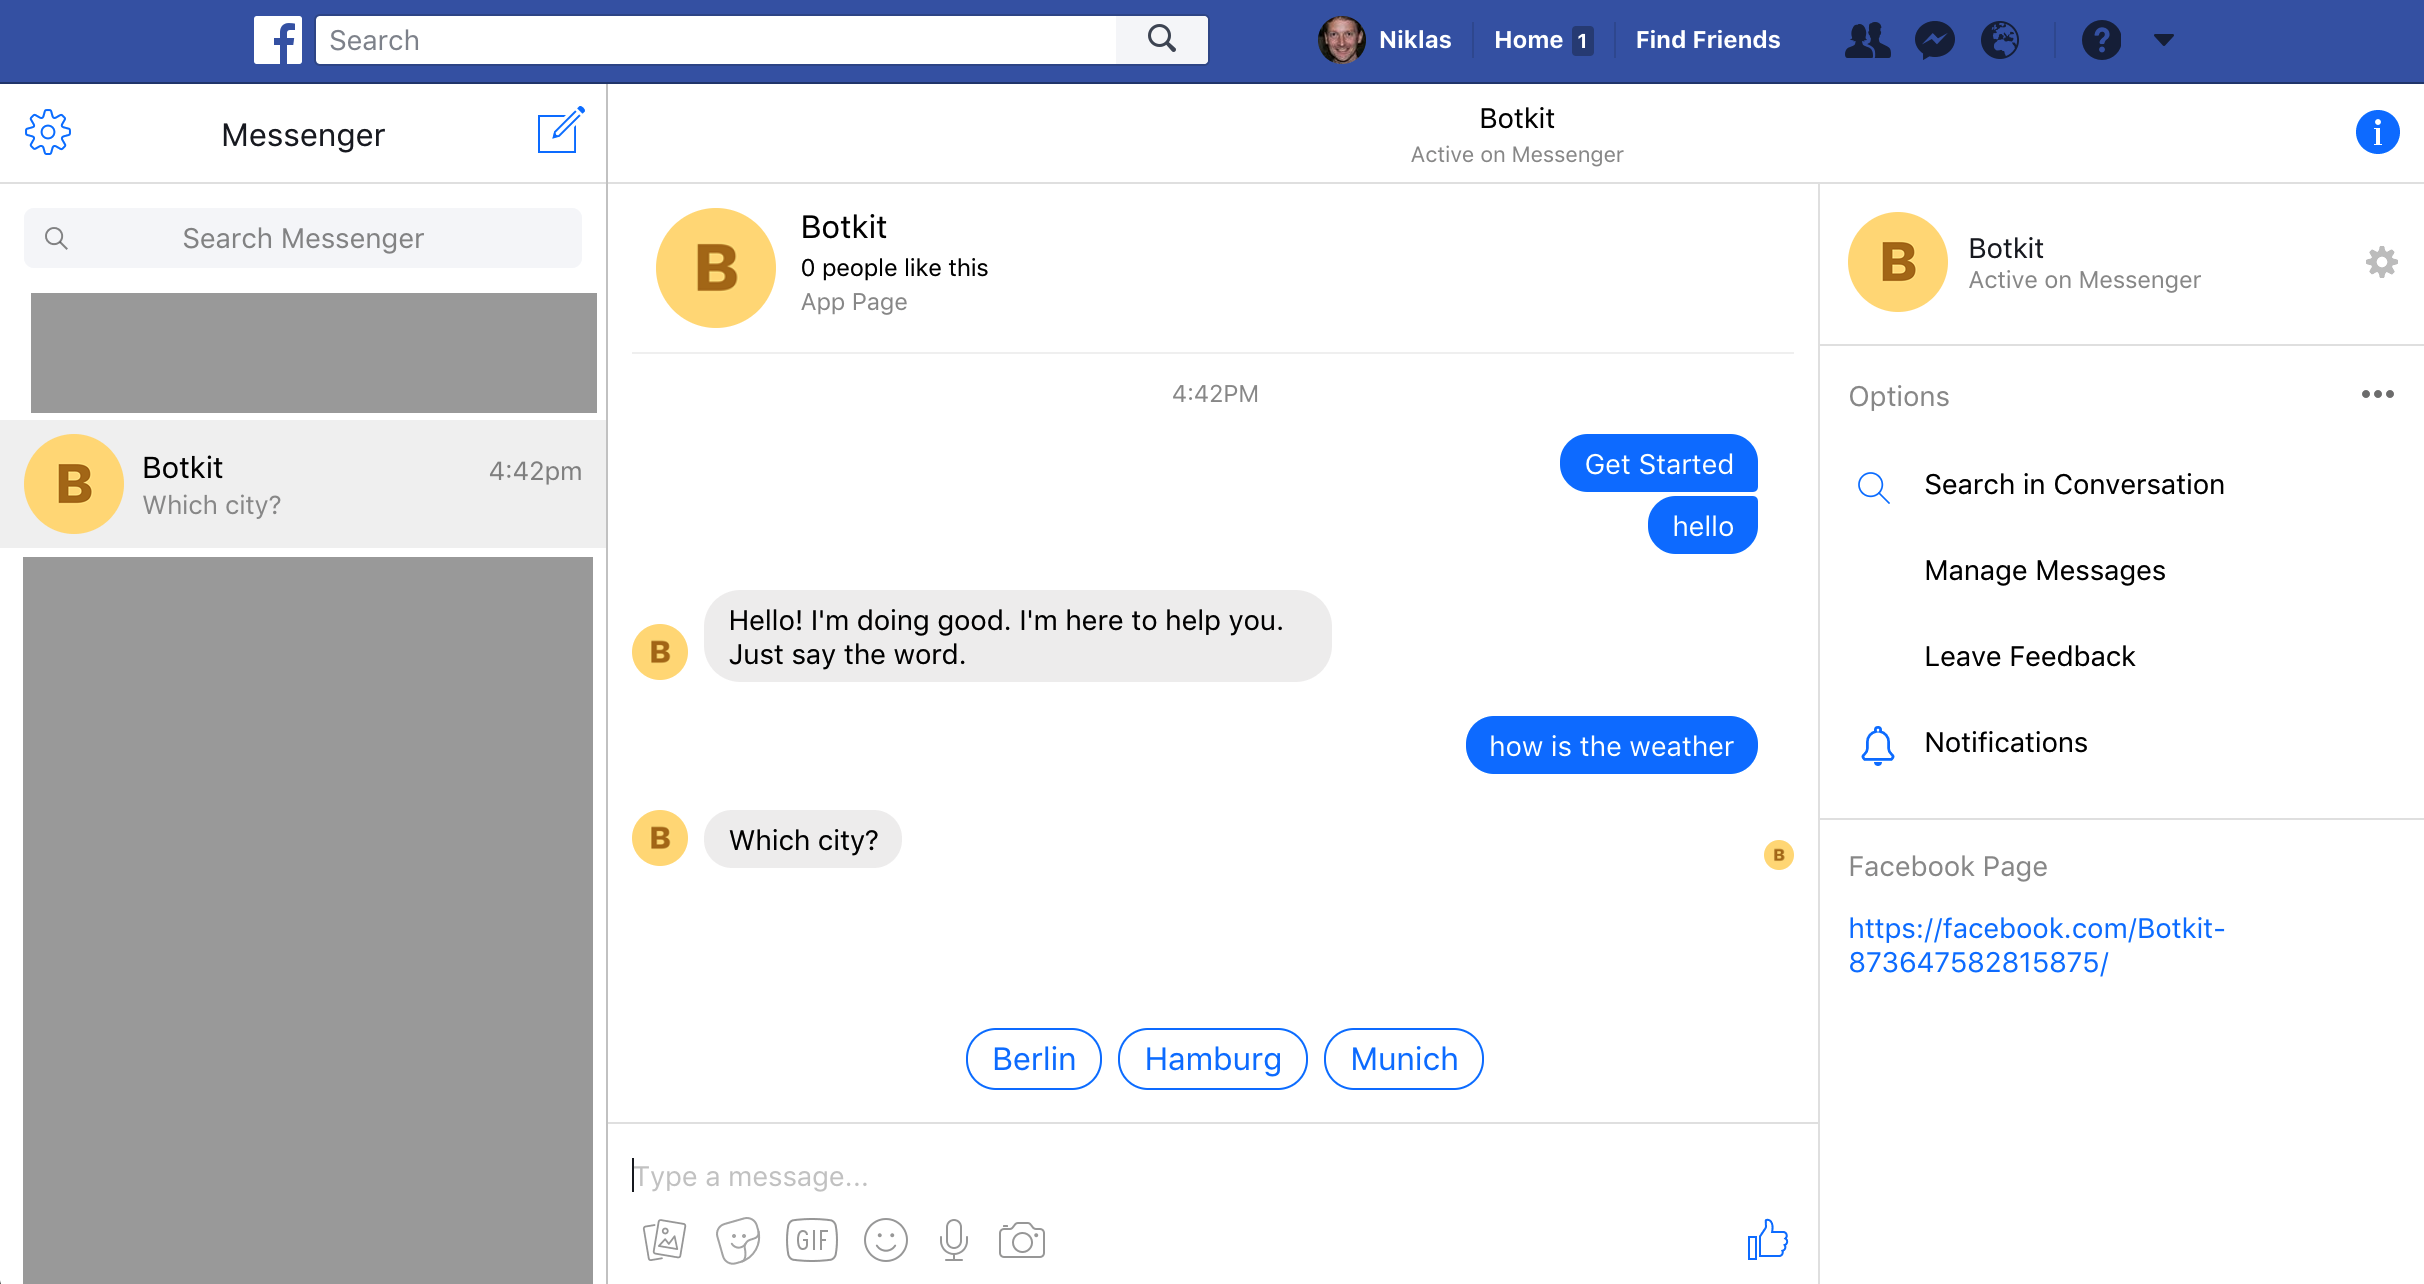 f
Search
Niklas
Home 1
Find Friends
?
Messenger
Search Messenger
B
Botkit
4:42pm
Which city?
Botkit
Active on Messenger
i
B
Botkit
0 people like this
App Page
4:42PM
Get Started
hello
B
Hello! I'm doing good. I'm here to help you.
Just say the word.
how is the weather
B
Which city?
B
Berlin
Hamburg
Munich
Type a message...
GIF
B
Botkit
Active on Messenger
Options
Search in Conversation
Manage Messages
Leave Feedback
Notifications
Facebook Page
https://facebook.com/Botkit-
873647582815875/